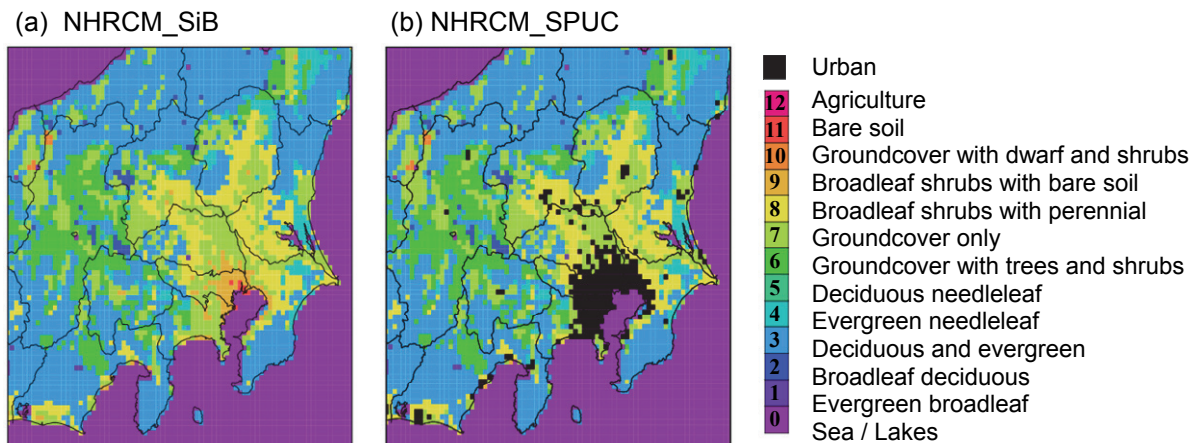 (a) NHRCM_SiB
(b) NHRCM_SPUC
Urban
12 Agriculture
11 Bare soil
10 Groundcover with dwarf and shrubs
9 Broadleaf shrubs with bare soil
8 Broadleaf shrubs with perennial
7 Groundcover only
6 Groundcover with trees and shrubs
5 Deciduous needleleaf
4 Evergreen needleleaf
3 Deciduous and evergreen
2 Broadleaf deciduous
1 Evergreen broadleaf
0 Sea / Lakes